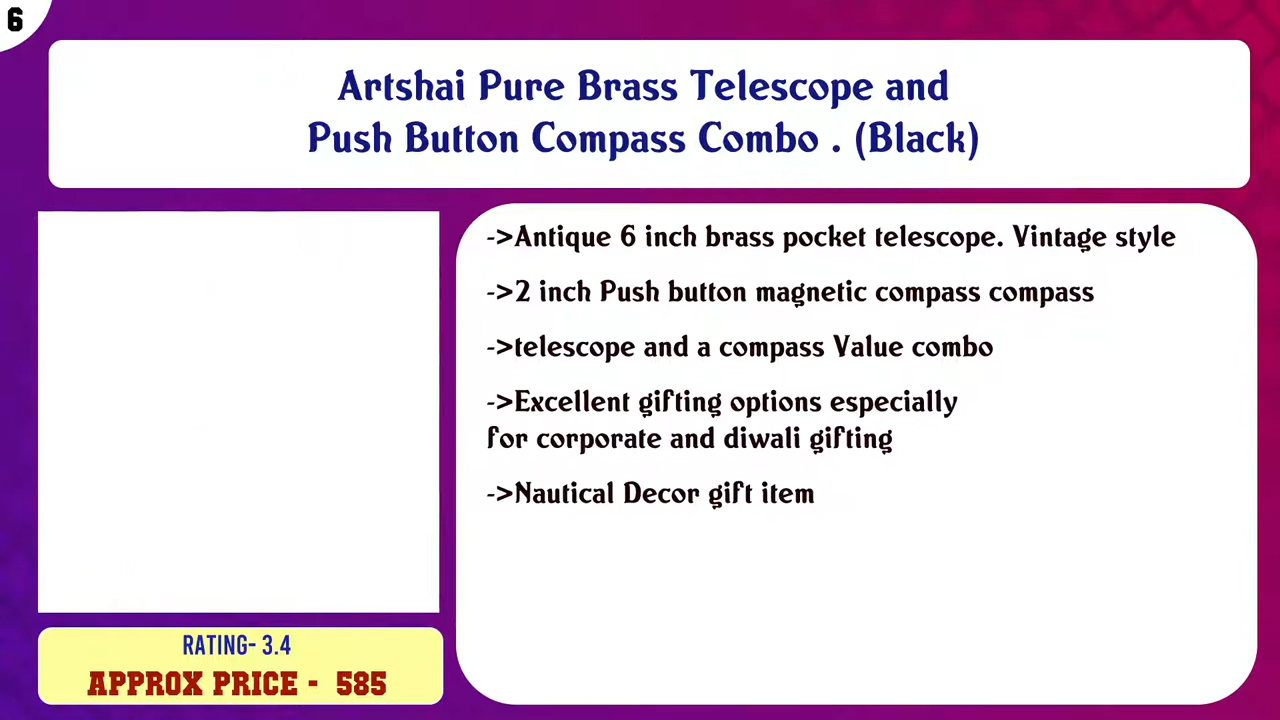 6
Artshai Pure Brass Telescope and
Push Button Compass Combo . (Black)
->Antique 6 inch brass pocket telescope. Vintage style
->2 inch Push button magnetic compass compass
->telescope and a compass Value combo
->Excellent gifting options especially
for corporate and diwali gifting
->Nautical Decor gift item
RATING- 3.4
APPROX PRICE - 585